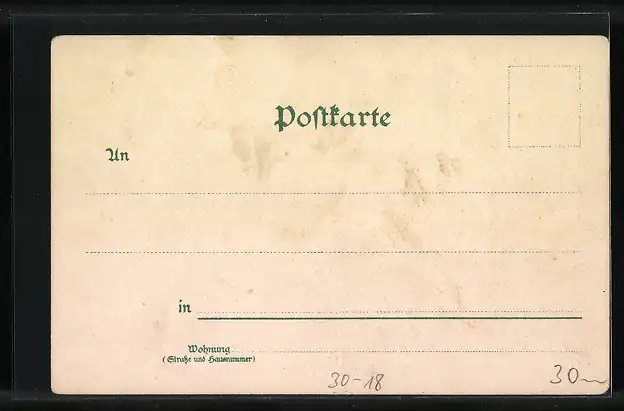 Postkarte
An
in
Wohnung
(Straße und Hausnummer)
30-18
30